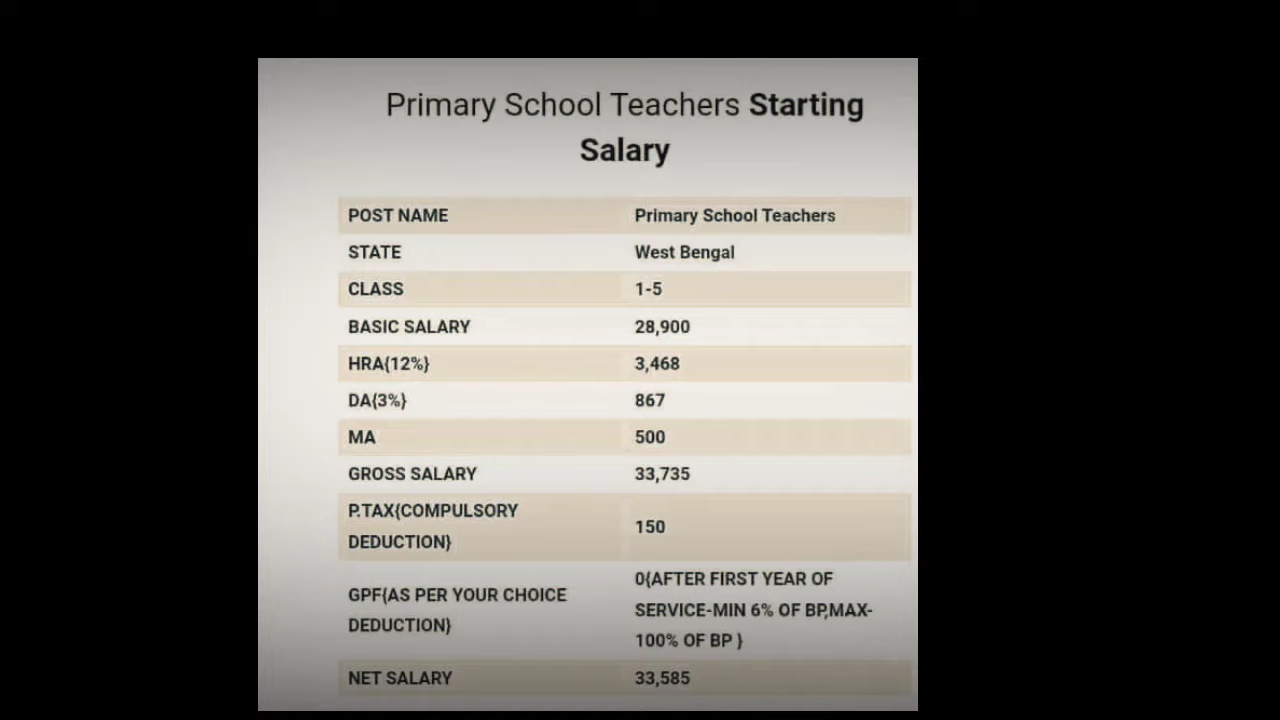 Primary School Teachers Starting
Salary
POST NAME Primary School Teachers
STATE West Bengal
CLASS 1-5
BASIC SALARY 28,900
HRA{12%} 3,468
DA{3%} 867
MA 500
GROSS SALARY 33,735
P.TAX{COMPULSORY
DEDUCTION} 150
GPF{AS PER YOUR CHOICE
DEDUCTION} 0{AFTER FIRST YEAR OF
SERVICE-MIN 6% OF BP,MAX-
100% OF BP }
NET SALARY 33,585